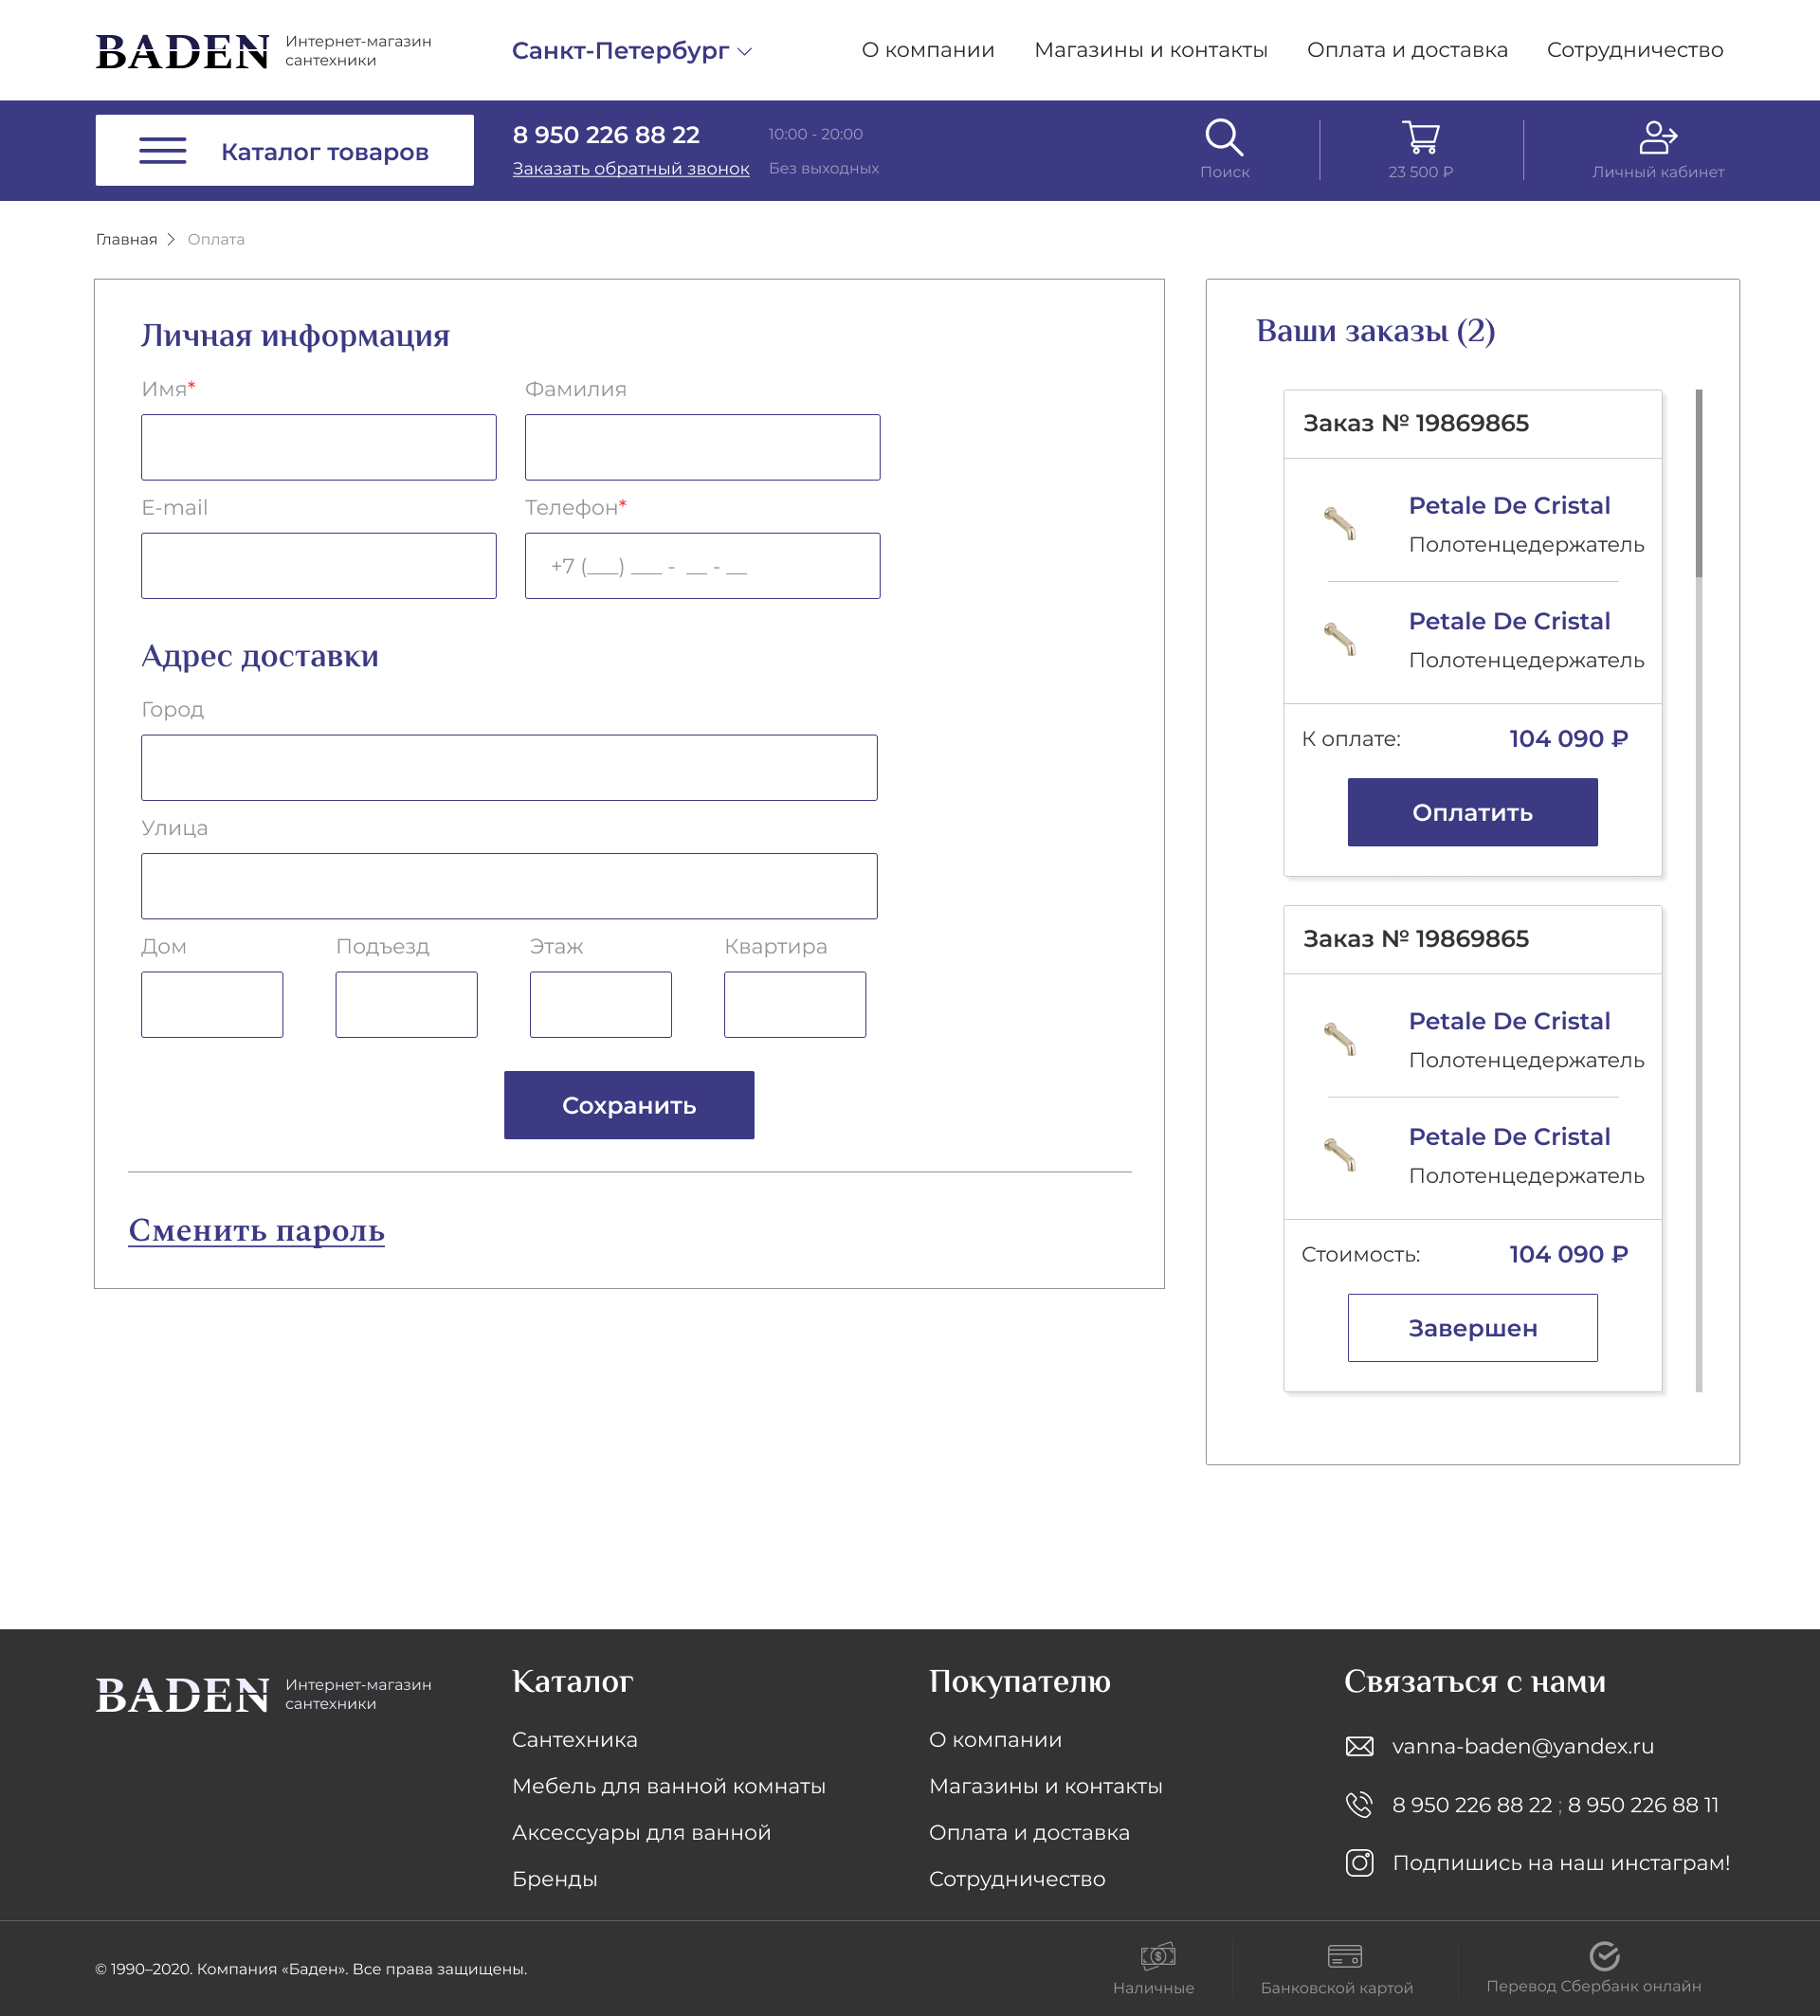 BADEN
Интернет-магазин
сантехники
Санкт-Петербург
О компании
Магазины и контакты
Оплата и доставка
Сотрудничество
Каталог товаров
8 950 226 88 22
10:00 - 20:00
Заказать обратный звонок
Без выходных
Поиск
23 500 ₽
Личный кабинет
Главная
Оплата
Личная информация
Имя*
Фамилия
E-mail
Телефон*
+7 (___) ___ - __ - __
Адрес доставки
Город
Улица
Дом
Подъезд
Этаж
Квартира
Сохранить
Сменить пароль
Ваши заказы (2)
Заказ № 19869865
Petale De Cristal
Полотенцедержатель
Petale De Cristal
Полотенцедержатель
К оплате:
104 090 ₽
Оплатить
Заказ № 19869865
Petale De Cristal
Полотенцедержатель
Petale De Cristal
Полотенцедержатель
Стоимость:
104 090 ₽
Завершен
BADEN
Интернет-магазин
сантехники
Каталог
Сантехника
Мебель для ванной комнаты
Аксессуары для ванной
Бренды
Покупателю
О компании
Магазины и контакты
Оплата и доставка
Сотрудничество
Связаться с нами
vanna-baden@yandex.ru
8 950 226 88 22 ; 8 950 226 88 11
Подпишись на наш инстаграм!
© 1990–2020. Компания «Баден». Все права защищены.
Наличные
Банковской картой
Перевод Сбербанк онлайн